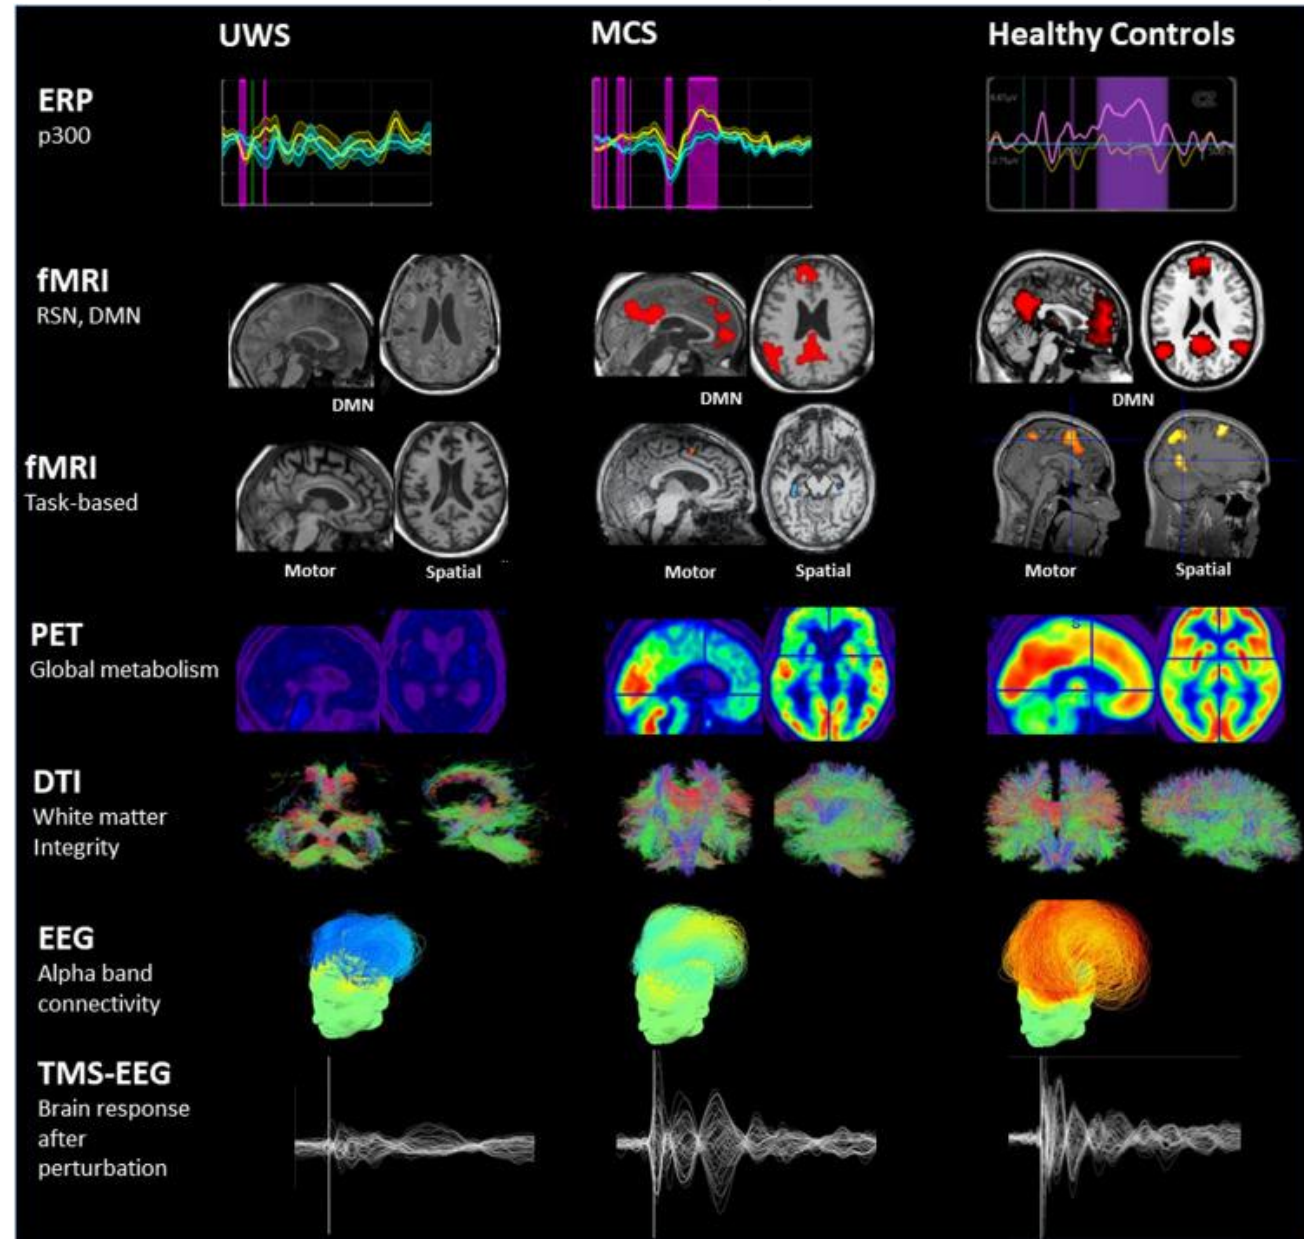 UWS
MCS
Healthy Controls
ERP
p300
CZ
fMRI
RSN, DMN
DMN
DMN
DMN
fMRI
Task-based
Motor
Spatial
Motor
Spatial
Motor
Spatial
PET
Global metabolism
DTI
White matter
Integrity
EEG
Alpha band
connectivity
TMS-EEG
Brain response
after
perturbation